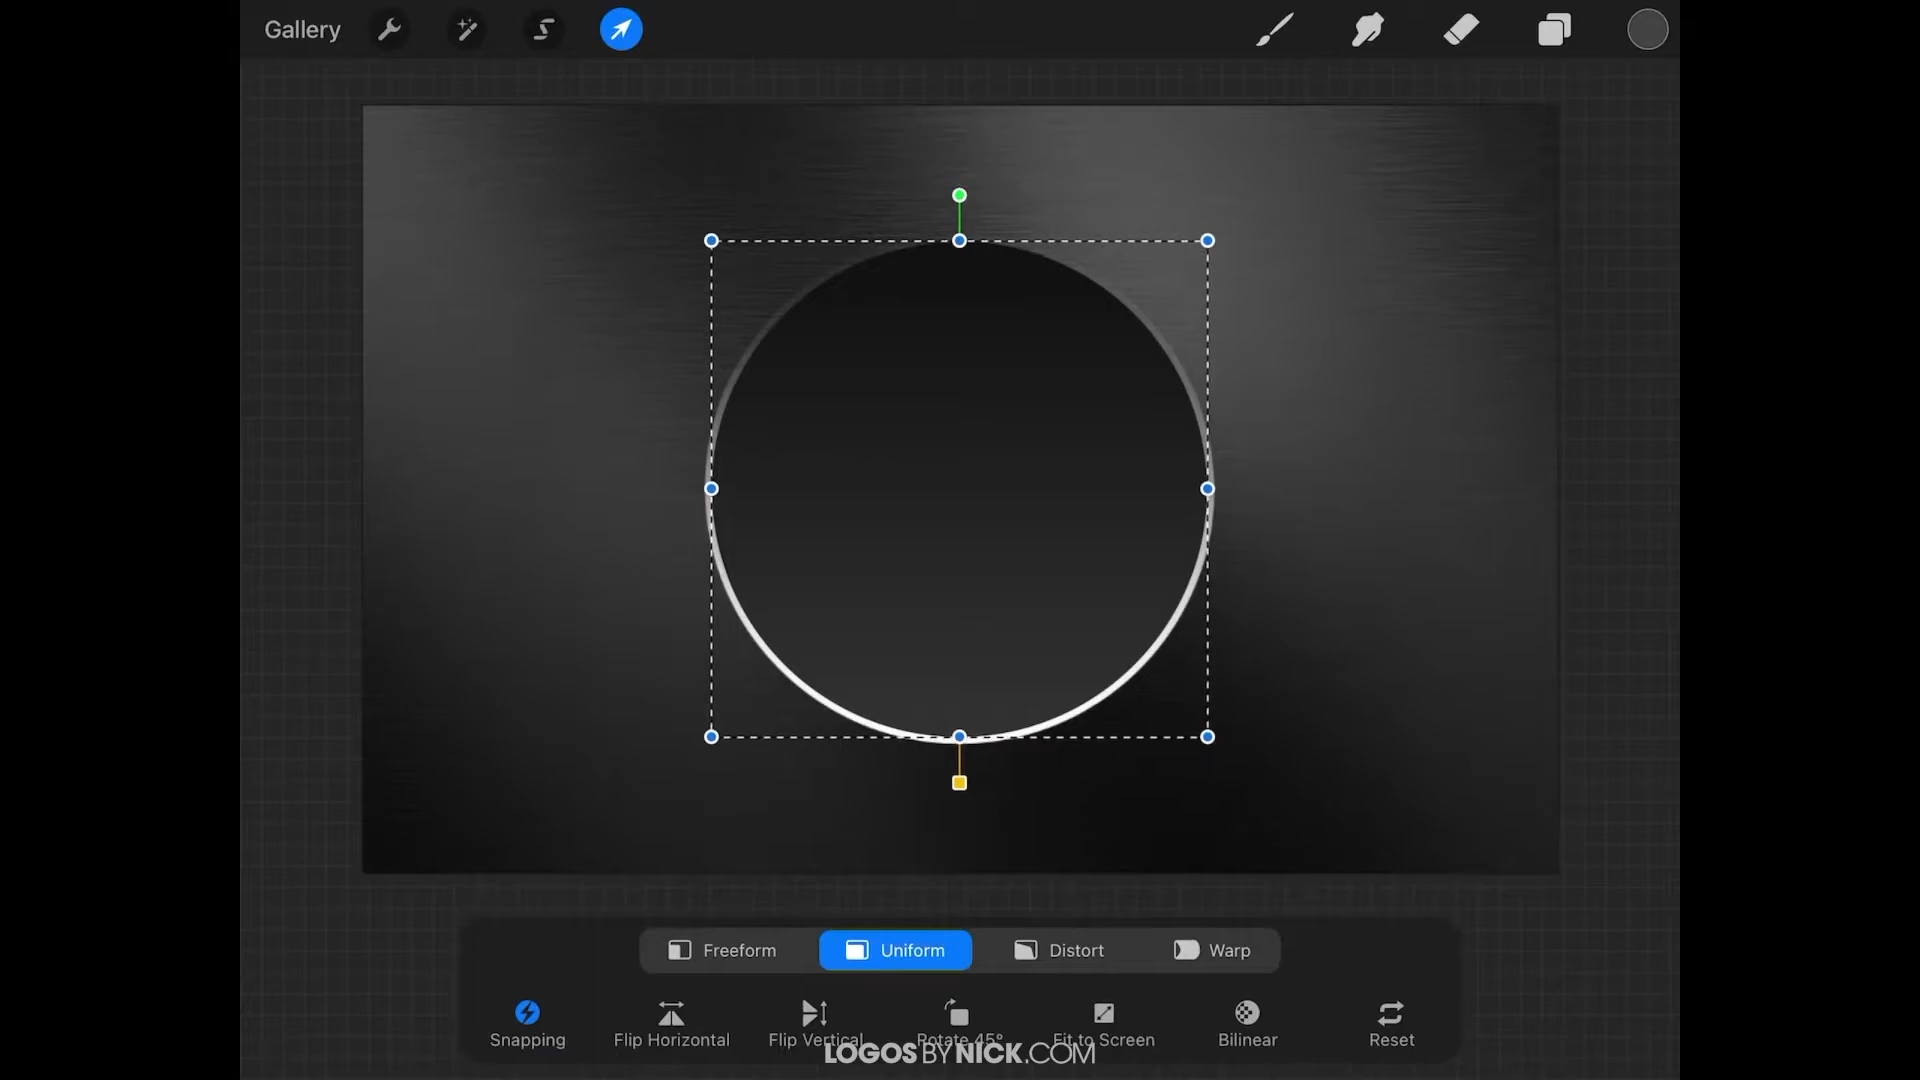 Gallery
Freeform Uniform Distort Warp
Snapping Flip Horizontal Flip Vertical Rotate 45° Fit to Screen Bilinear Reset
LOGOSBYNICK.COM